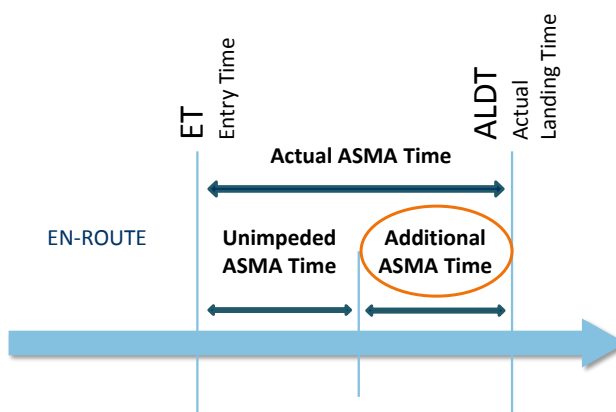 ET
Entry Time
ALDT
Actual
Landing Time
Actual ASMA Time
EN-ROUTE
Unimpeded
ASMA Time
Additional
ASMA Time